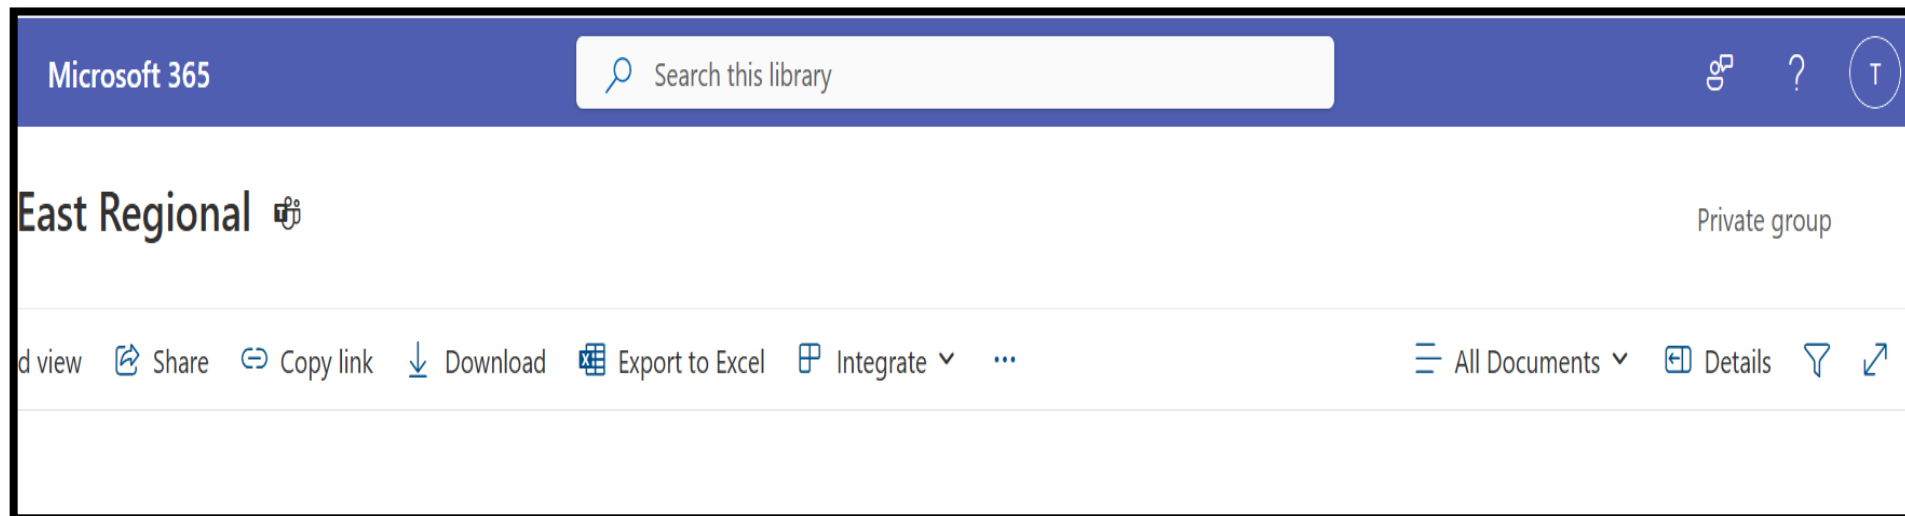 Microsoft 365 Search this library ? T
East Regional Private group
d view Share Copy link Download Export to Excel Integrate ... All Documents Details